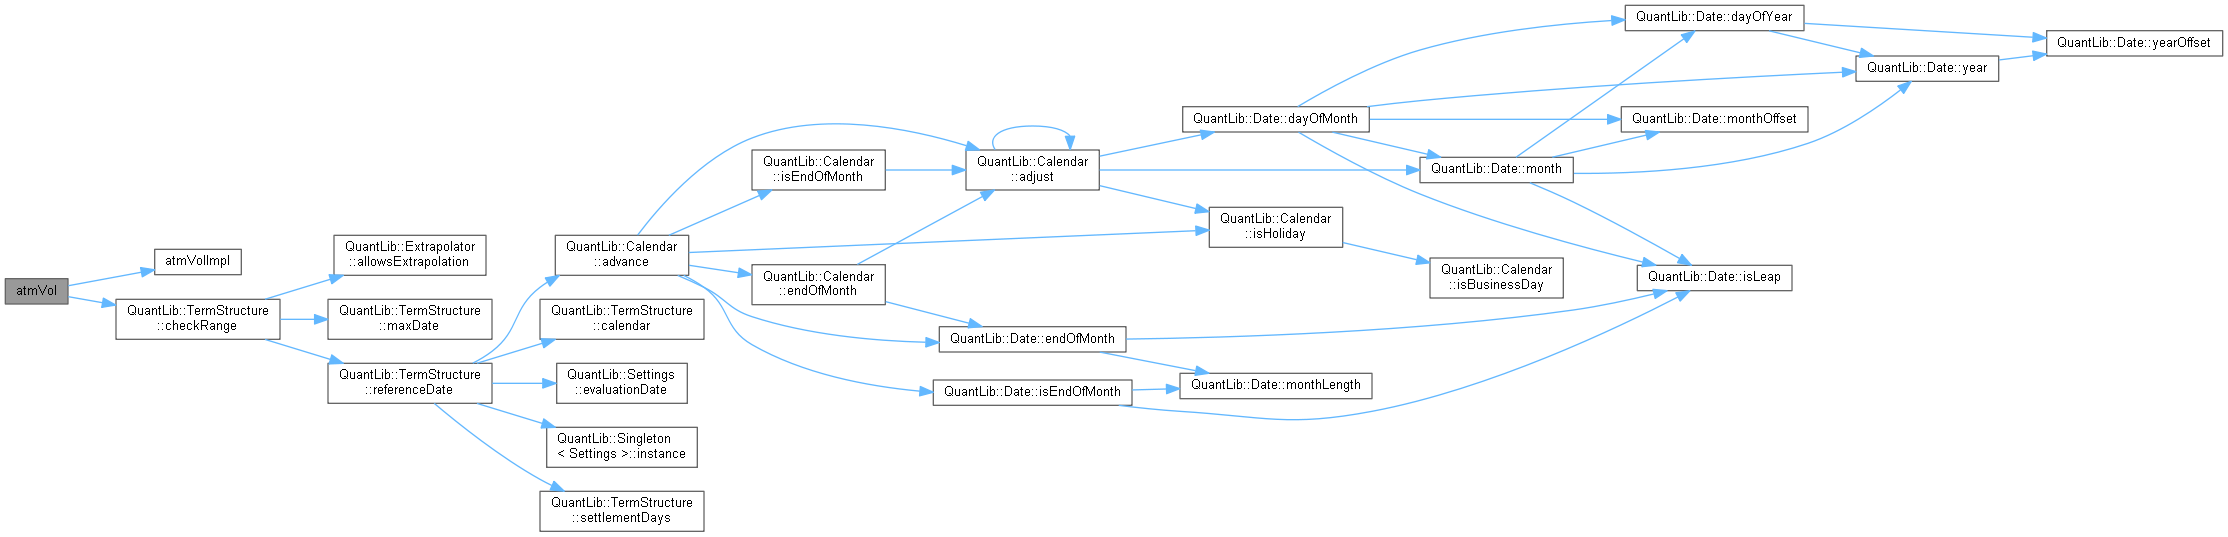 atmVol
atmVolImpl
QuantLib::TermStructure
::checkRange
QuantLib::Extrapolator
::allowsExtrapolation
QuantLib::TermStructure
::maxDate
QuantLib::TermStructure
::referenceDate
QuantLib::Calendar
::advance
QuantLib::TermStructure
::calendar
QuantLib::Settings
::evaluationDate
QuantLib::Singleton
< Settings >::instance
QuantLib::TermStructure
::settlementDays
QuantLib::Calendar
::isEndOfMonth
QuantLib::Calendar
::endOfMonth
QuantLib::Calendar
::adjust
QuantLib::Date::endOfMonth
QuantLib::Date::isEndOfMonth
QuantLib::Date::dayOfMonth
QuantLib::Calendar
::isHoliday
QuantLib::Date::monthLength
QuantLib::Date::month
QuantLib::Calendar
::isBusinessDay
QuantLib::Date::dayOfYear
QuantLib::Date::monthOffset
QuantLib::Date::isLeap
QuantLib::Date::year
QuantLib::Date::yearOffset